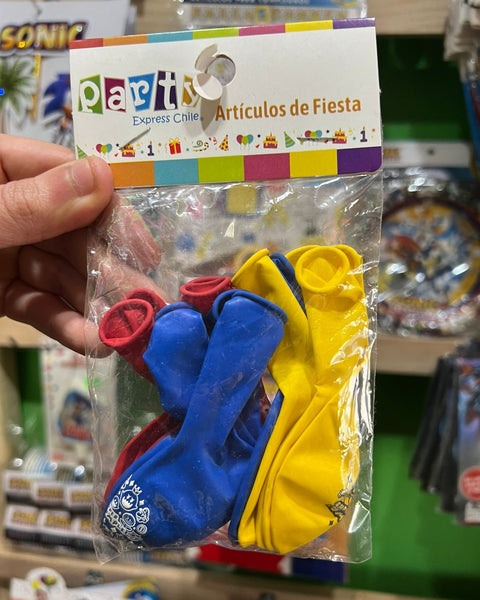 SONIC
party
Express Chile
Artículos de Fiesta